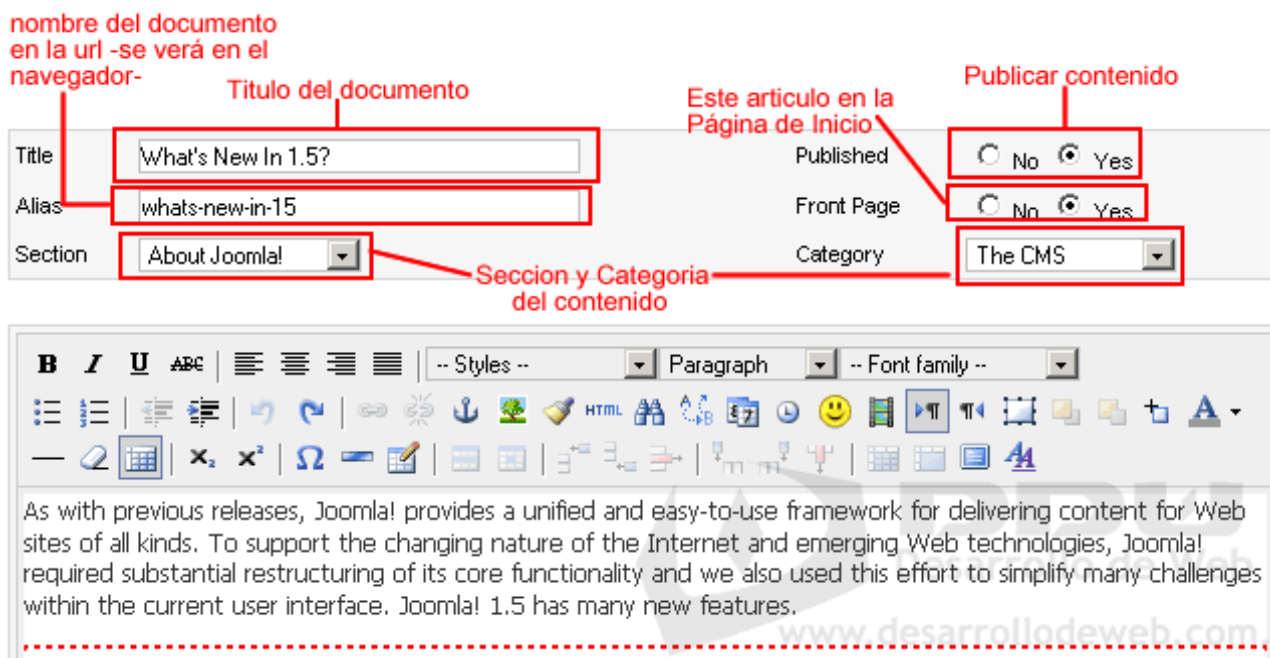 nombre del documento
en la url -se verá en el
navegador-
Titulo del documento
Publicar contenido
Este articulo en la
Página de Inicio
Title What's New In 1.5? Published No Yes
Alias whats-new-in-15 Front Page No Yes
Section About Joomla! Category The CMS
Seccion y Categoria
del contenido
B I U ABC -- Styles -- Paragraph -- Font family --
HTML
As with previous releases, Joomla! provides a unified and easy-to-use framework for delivering content for Web
sites of all kinds. To support the changing nature of the Internet and emerging Web technologies, Joomla!
required substantial restructuring of its core functionality and we also used this effort to simplify many challenges
within the current user interface. Joomla! 1.5 has many new features.
Desarrollo de Web
www.desarrollodeweb.com.